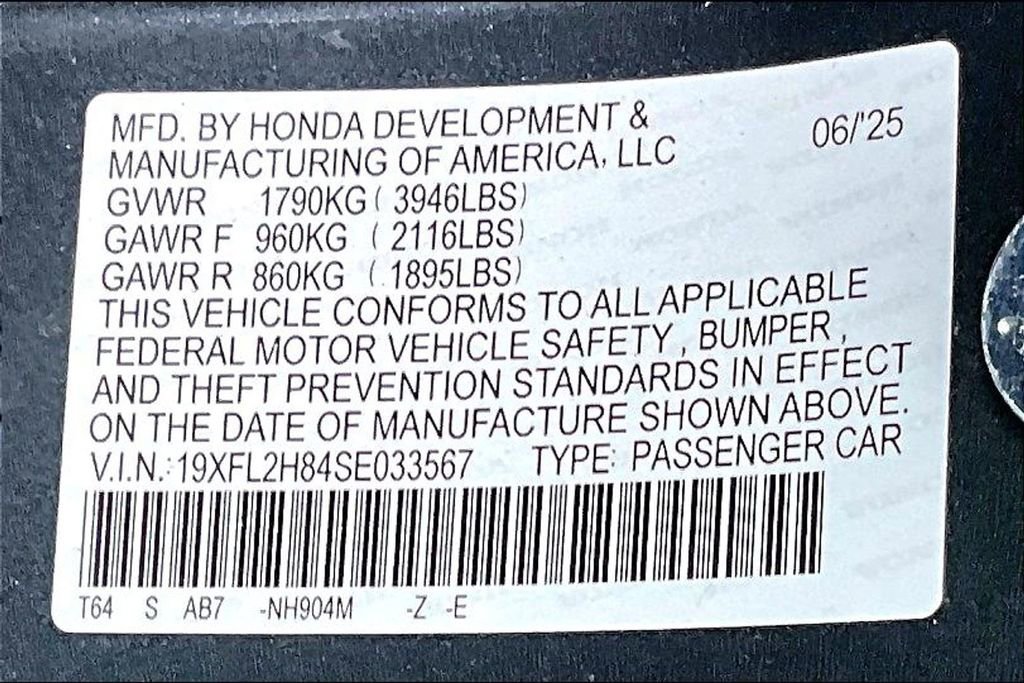 MFD. BY HONDA DEVELOPMENT & 06/'25
MANUFACTURING OF AMERICA, LLC
GVWR 1790KG ( 3946LBS)
GAWR F 960KG ( 2116LBS)
GAWR R 860KG ( 1895LBS)
THIS VEHICLE CONFORMS TO ALL APPLICABLE
FEDERAL MOTOR VEHICLE SAFETY, BUMPER,
AND THEFT PREVENTION STANDARDS IN EFFECT
ON THE DATE OF MANUFACTURE SHOWN ABOVE.
V.I.N.: 19XFL2H84SE033567 TYPE: PASSENGER CAR
T64 S AB7 -NH904M -Z -E